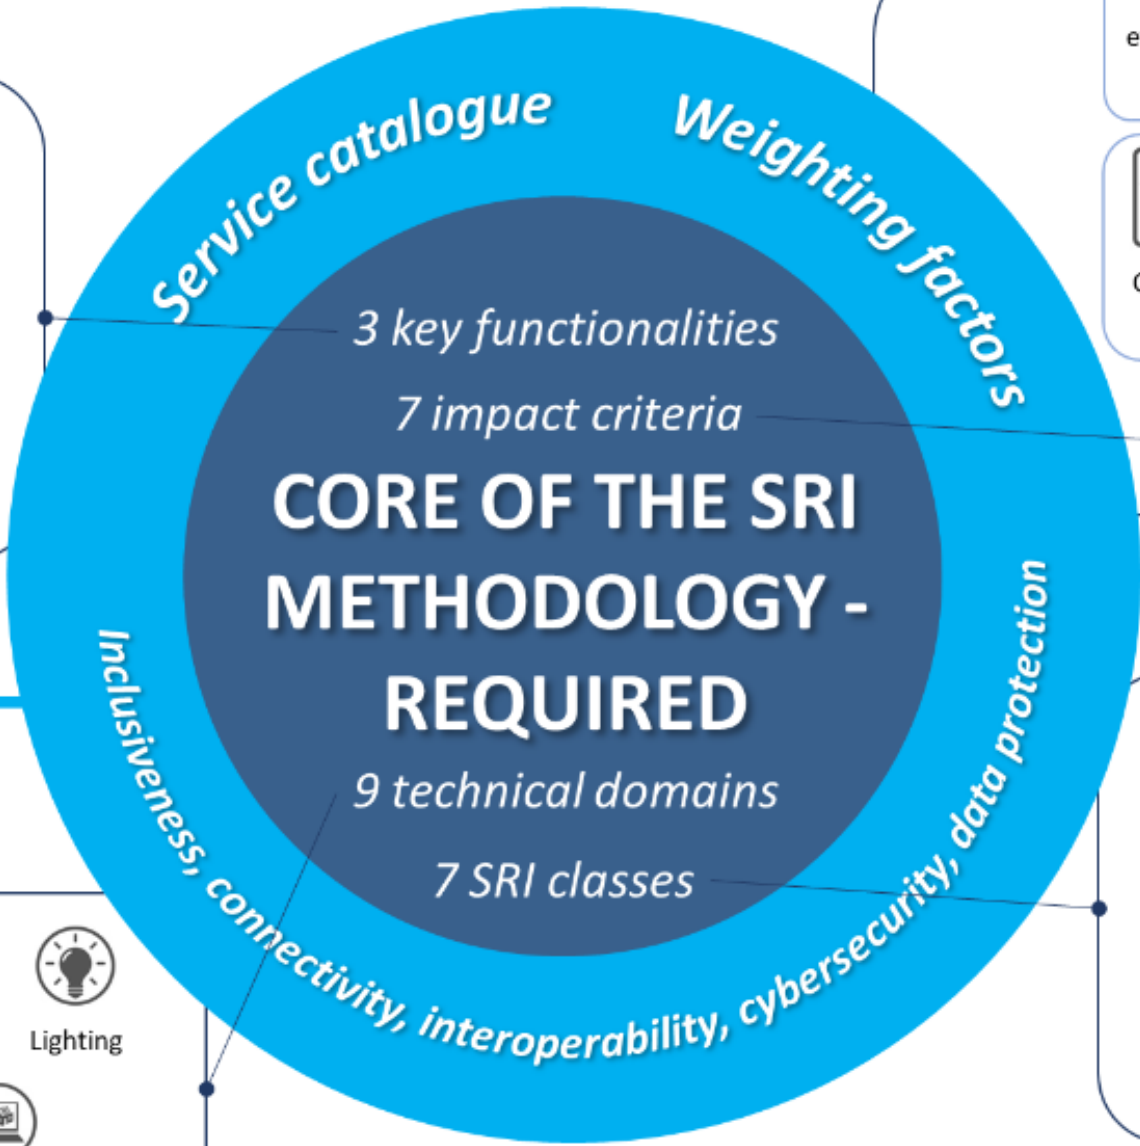 Service catalogue
Weighting factors
3 key functionalities
7 impact criteria
CORE OF THE SRI
METHODOLOGY -
REQUIRED
9 technical domains
7 SRI classes
Inclusiveness, connectivity, interoperability, cybersecurity, data protection
Lighting